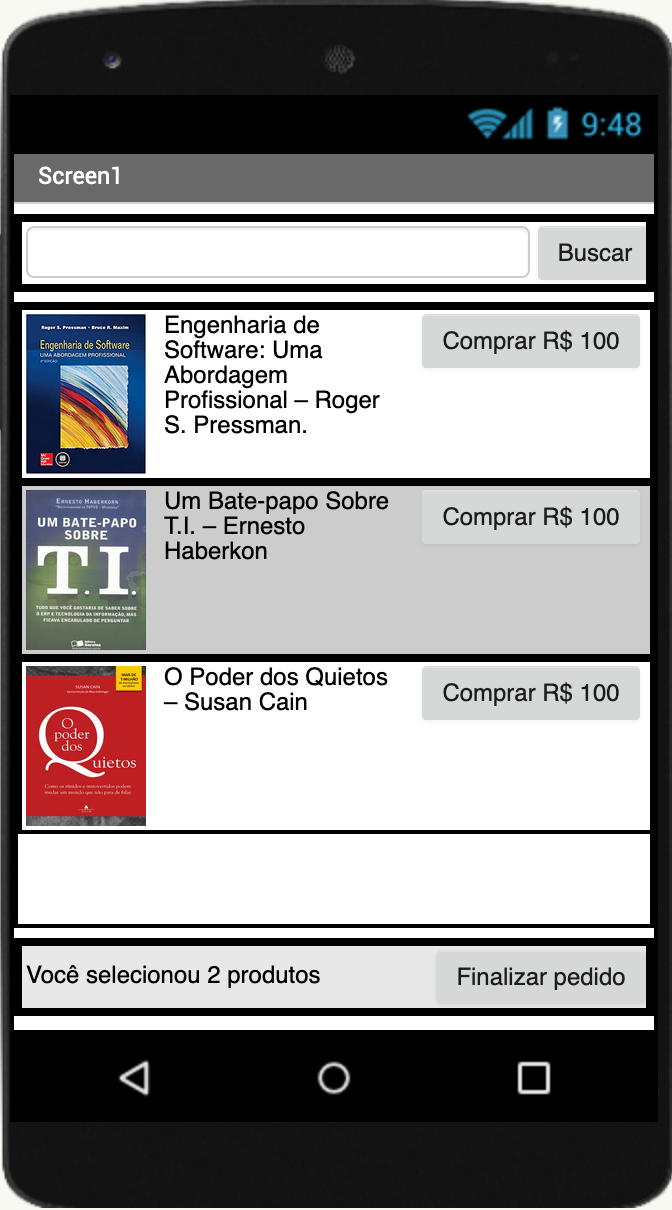 9:48
Screen1
Buscar
Roger S. Pressman • Bruce R. Maxim
Engenharia de Software
UMA ABORDAGEM PROFISSIONAL
8ª EDIÇÃO
Engenharia de
Software: Uma
Abordagem
Profissional – Roger
S. Pressman.
Comprar R$ 100
ERNESTO HABERKORN
UM BATE-PAPO
SOBRE
T.I.
TUDO QUE VOCÊ GOSTARIA DE SABER SOBRE
O ERP E TECNOLOGIA DA INFORMAÇÃO, MAS
FICAVA ENCABULADO DE PERGUNTAR
Um Bate-papo Sobre
T.I. – Ernesto
Haberkon
Comprar R$ 100
MAIS DE
1 MILHÃO
SUSAN CAIN
O
poder
dos
Quietos
Como os tímidos e introvertidos podem
mudar um mundo que não para de falar
O Poder dos Quietos
– Susan Cain
Comprar R$ 100
Você selecionou 2 produtos
Finalizar pedido